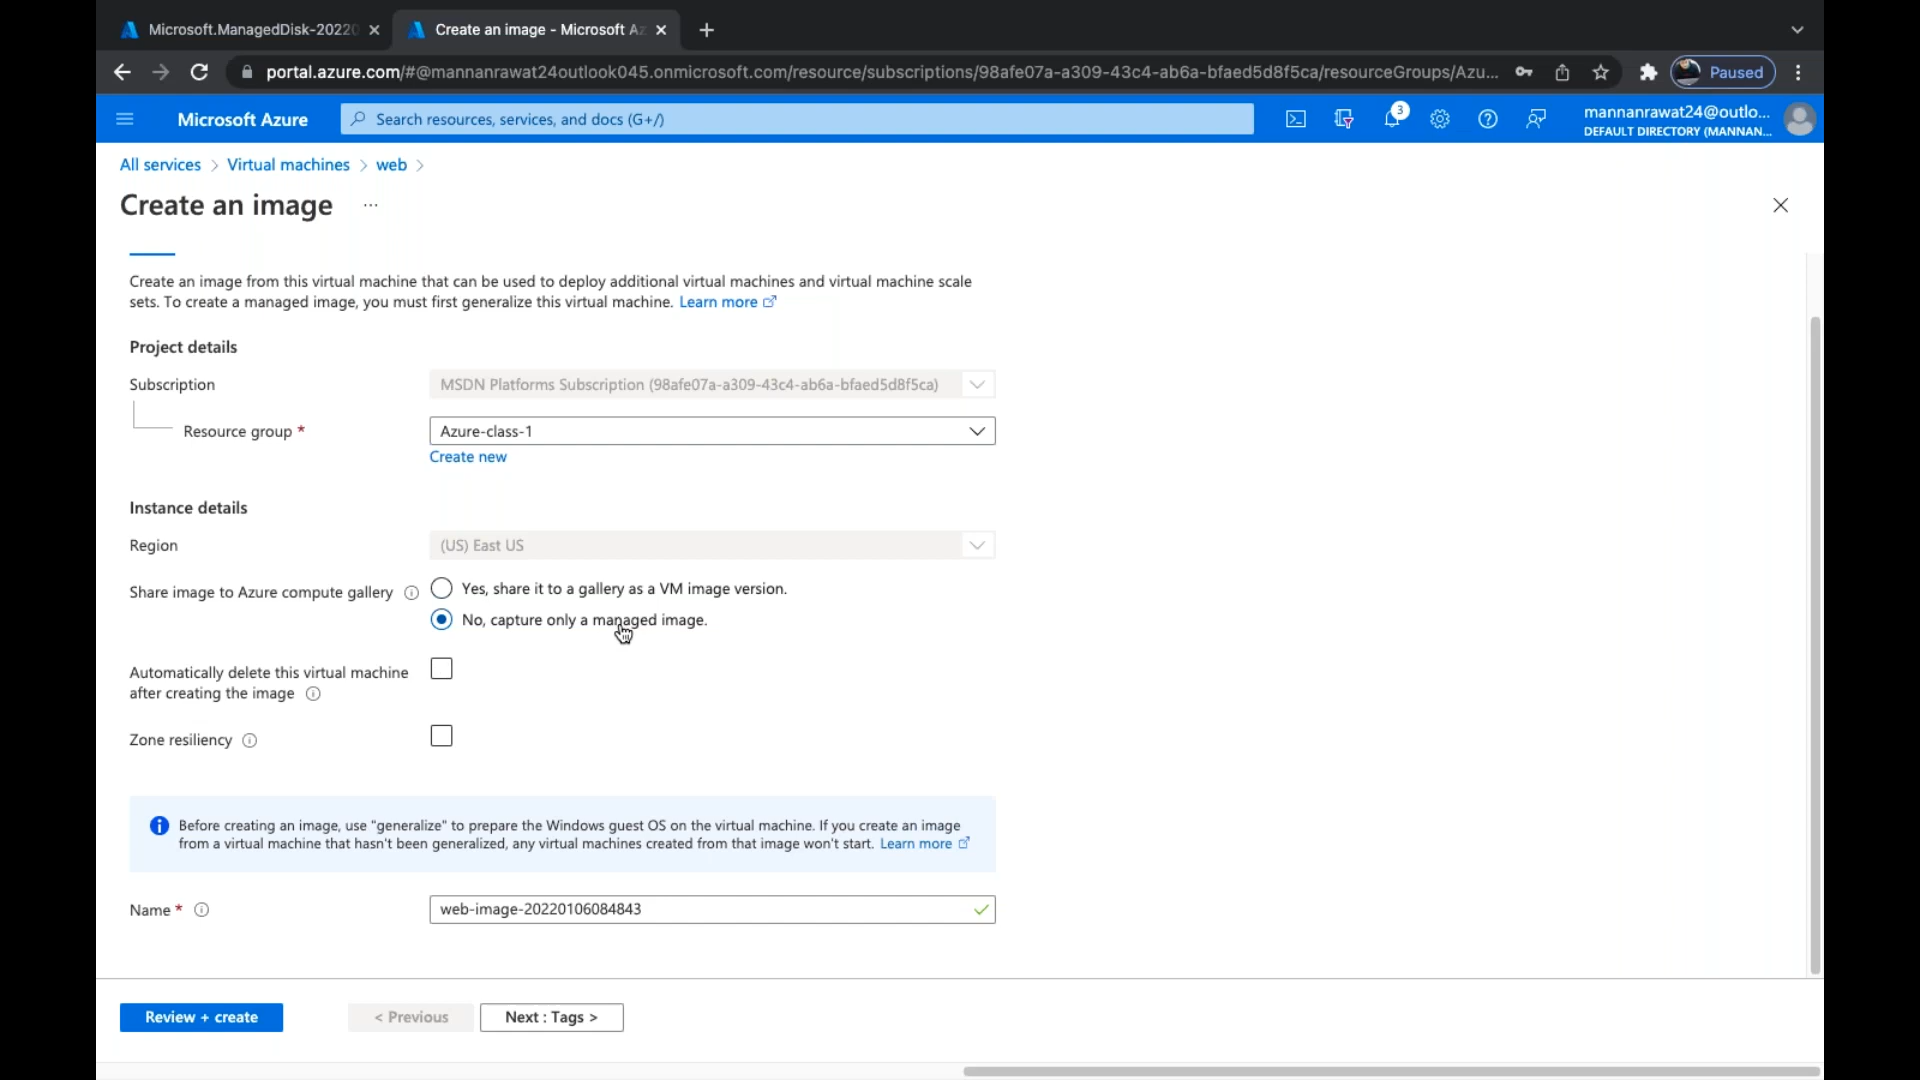 Microsoft.ManagedDisk-20220
Create an image - Microsoft Az
portal.azure.com/#@mannanrawat24outlook045.onmicrosoft.com/resource/subscriptions/98afe07a-a309-43c4-ab6a-bfaed5d8f5ca/resourceGroups/Azu...
Paused
Microsoft Azure
Search resources, services, and docs (G+/)
3
mannanrawat24@outlo...
DEFAULT DIRECTORY (MANNAN...
All services > Virtual machines > web >
Create an image ...
Create an image from this virtual machine that can be used to deploy additional virtual machines and virtual machine scale
sets. To create a managed image, you must first generalize this virtual machine. Learn more
Project details
Subscription
MSDN Platforms Subscription (98afe07a-a309-43c4-ab6a-bfaed5d8f5ca)
Resource group *
Azure-class-1
Create new
Instance details
Region
(US) East US
Share image to Azure compute gallery
Yes, share it to a gallery as a VM image version.
No, capture only a managed image.
Automatically delete this virtual machine
after creating the image
Zone resiliency
Before creating an image, use "generalize" to prepare the Windows guest OS on the virtual machine. If you create an image
from a virtual machine that hasn't been generalized, any virtual machines created from that image won't start. Learn more
Name *
web-image-20220106084843
Review + create
< Previous
Next : Tags >